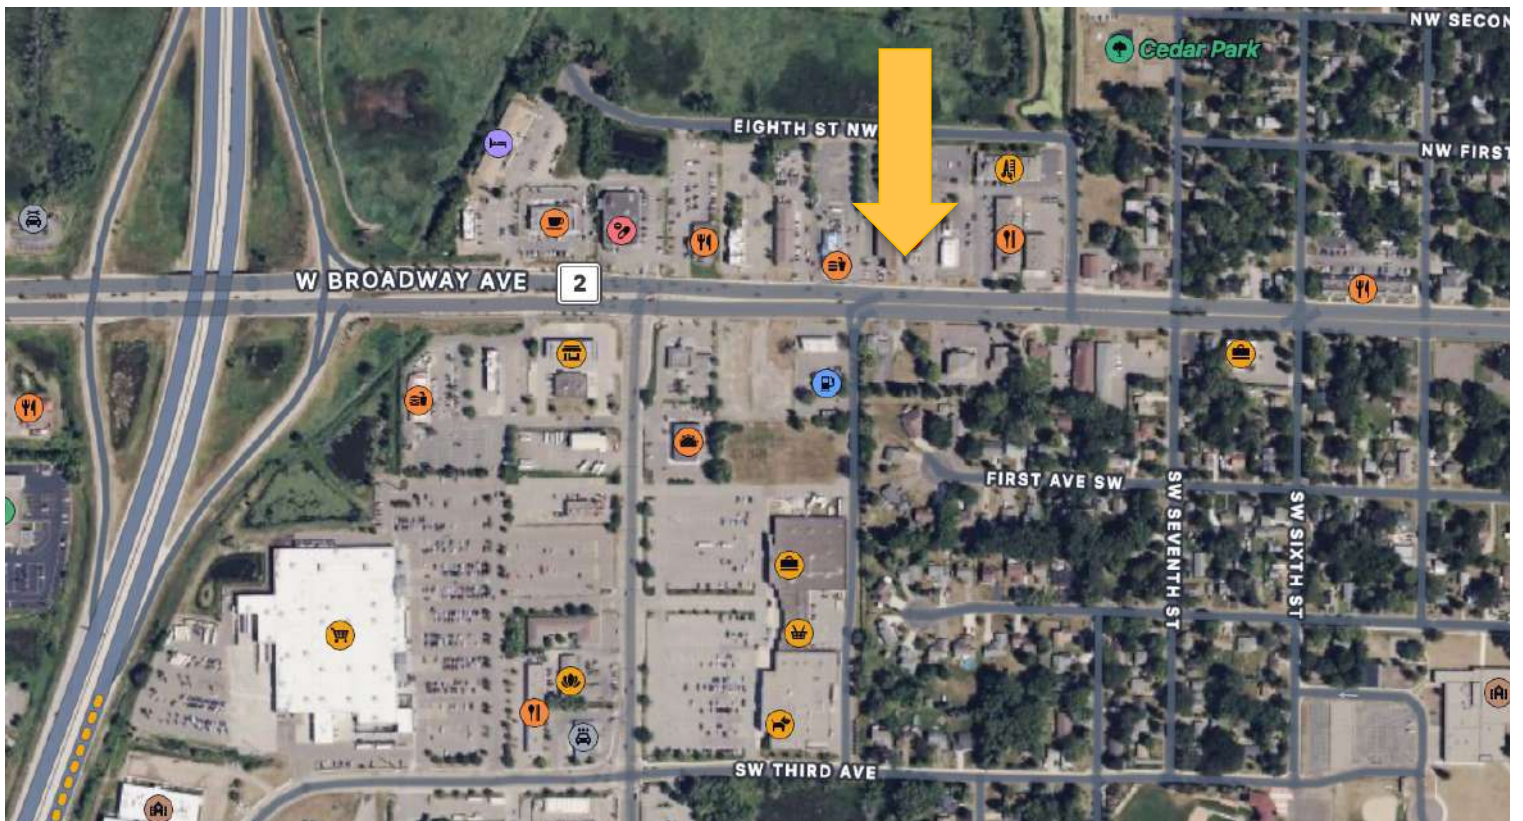 NW SECON
Cedar Park
EIGHTH ST NW
NW FIRST
W BROADWAY AVE
2
FIRST AVE SW
SW SEVENTH ST
SW SIXTH ST
SW THIRD AVE